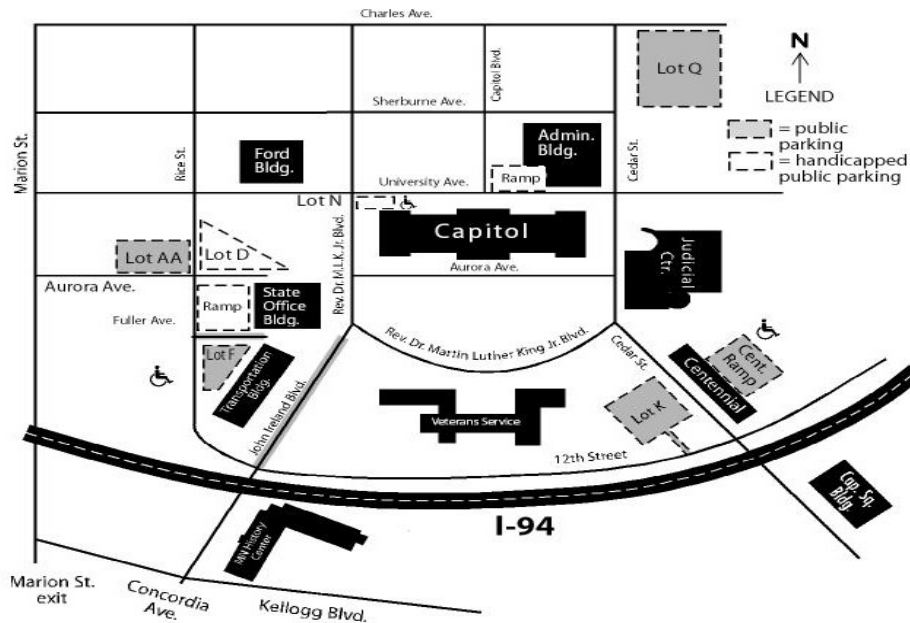 Charles Ave.
N
Capitol Blvd.
Lot Q
Sherburne Ave.
LEGEND
= public
parking
= handicapped
public parking
Marion St.
Rice St.
Ford
Bldg.
Admin.
Bldg.
Cedar St.
University Ave.
Ramp
Lot N
Rev. Dr. M.L.K. Jr. Blvd.
Capitol
Lot AA
Lot D
Judicial
Ctr.
Aurora Ave.
Aurora Ave.
Ramp
State
Office
Bldg.
Fuller Ave.
Rev. Dr. Martin Luther King Jr. Blvd.
Cedar St.
Lot F
Transportation
Bldg.
John Ireland Blvd.
Cent.
Ramp
Centennial
Lot K
Veterans Service
12th Street
Cap. Sq.
Bldg.
I-94
MN History
Center
Marion St.
exit
Concordia
Ave.
Kellogg Blvd.